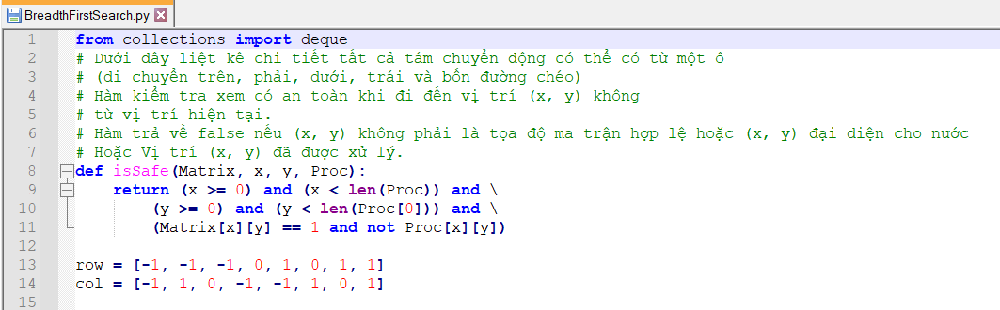 BreadthFirstSearch.py
1 from collections import deque
2 # Dưới đây liệt kê chi tiết tất cả tám chuyển động có thể có từ một ô
3 # (di chuyển trên, phải, dưới, trái và bốn đường chéo)
4 # Hàm kiểm tra xem có an toàn khi đi đến vị trí (x, y) không
5 # từ vị trí hiện tại.
6 # Hàm trả về false nếu (x, y) không phải là tọa độ ma trận hợp lệ hoặc (x, y) đại diện cho nước
7 # Hoặc Vị trí (x, y) đã được xử lý.
8 def isSafe(Matrix, x, y, Proc):
9 return (x >= 0) and (x < len(Proc)) and \
10 (y >= 0) and (y < len(Proc[0])) and \
11 (Matrix[x][y] == 1 and not Proc[x][y])
12
13 row = [-1, -1, -1, 0, 1, 0, 1, 1]
14 col = [-1, 1, 0, -1, -1, 1, 0, 1]
15